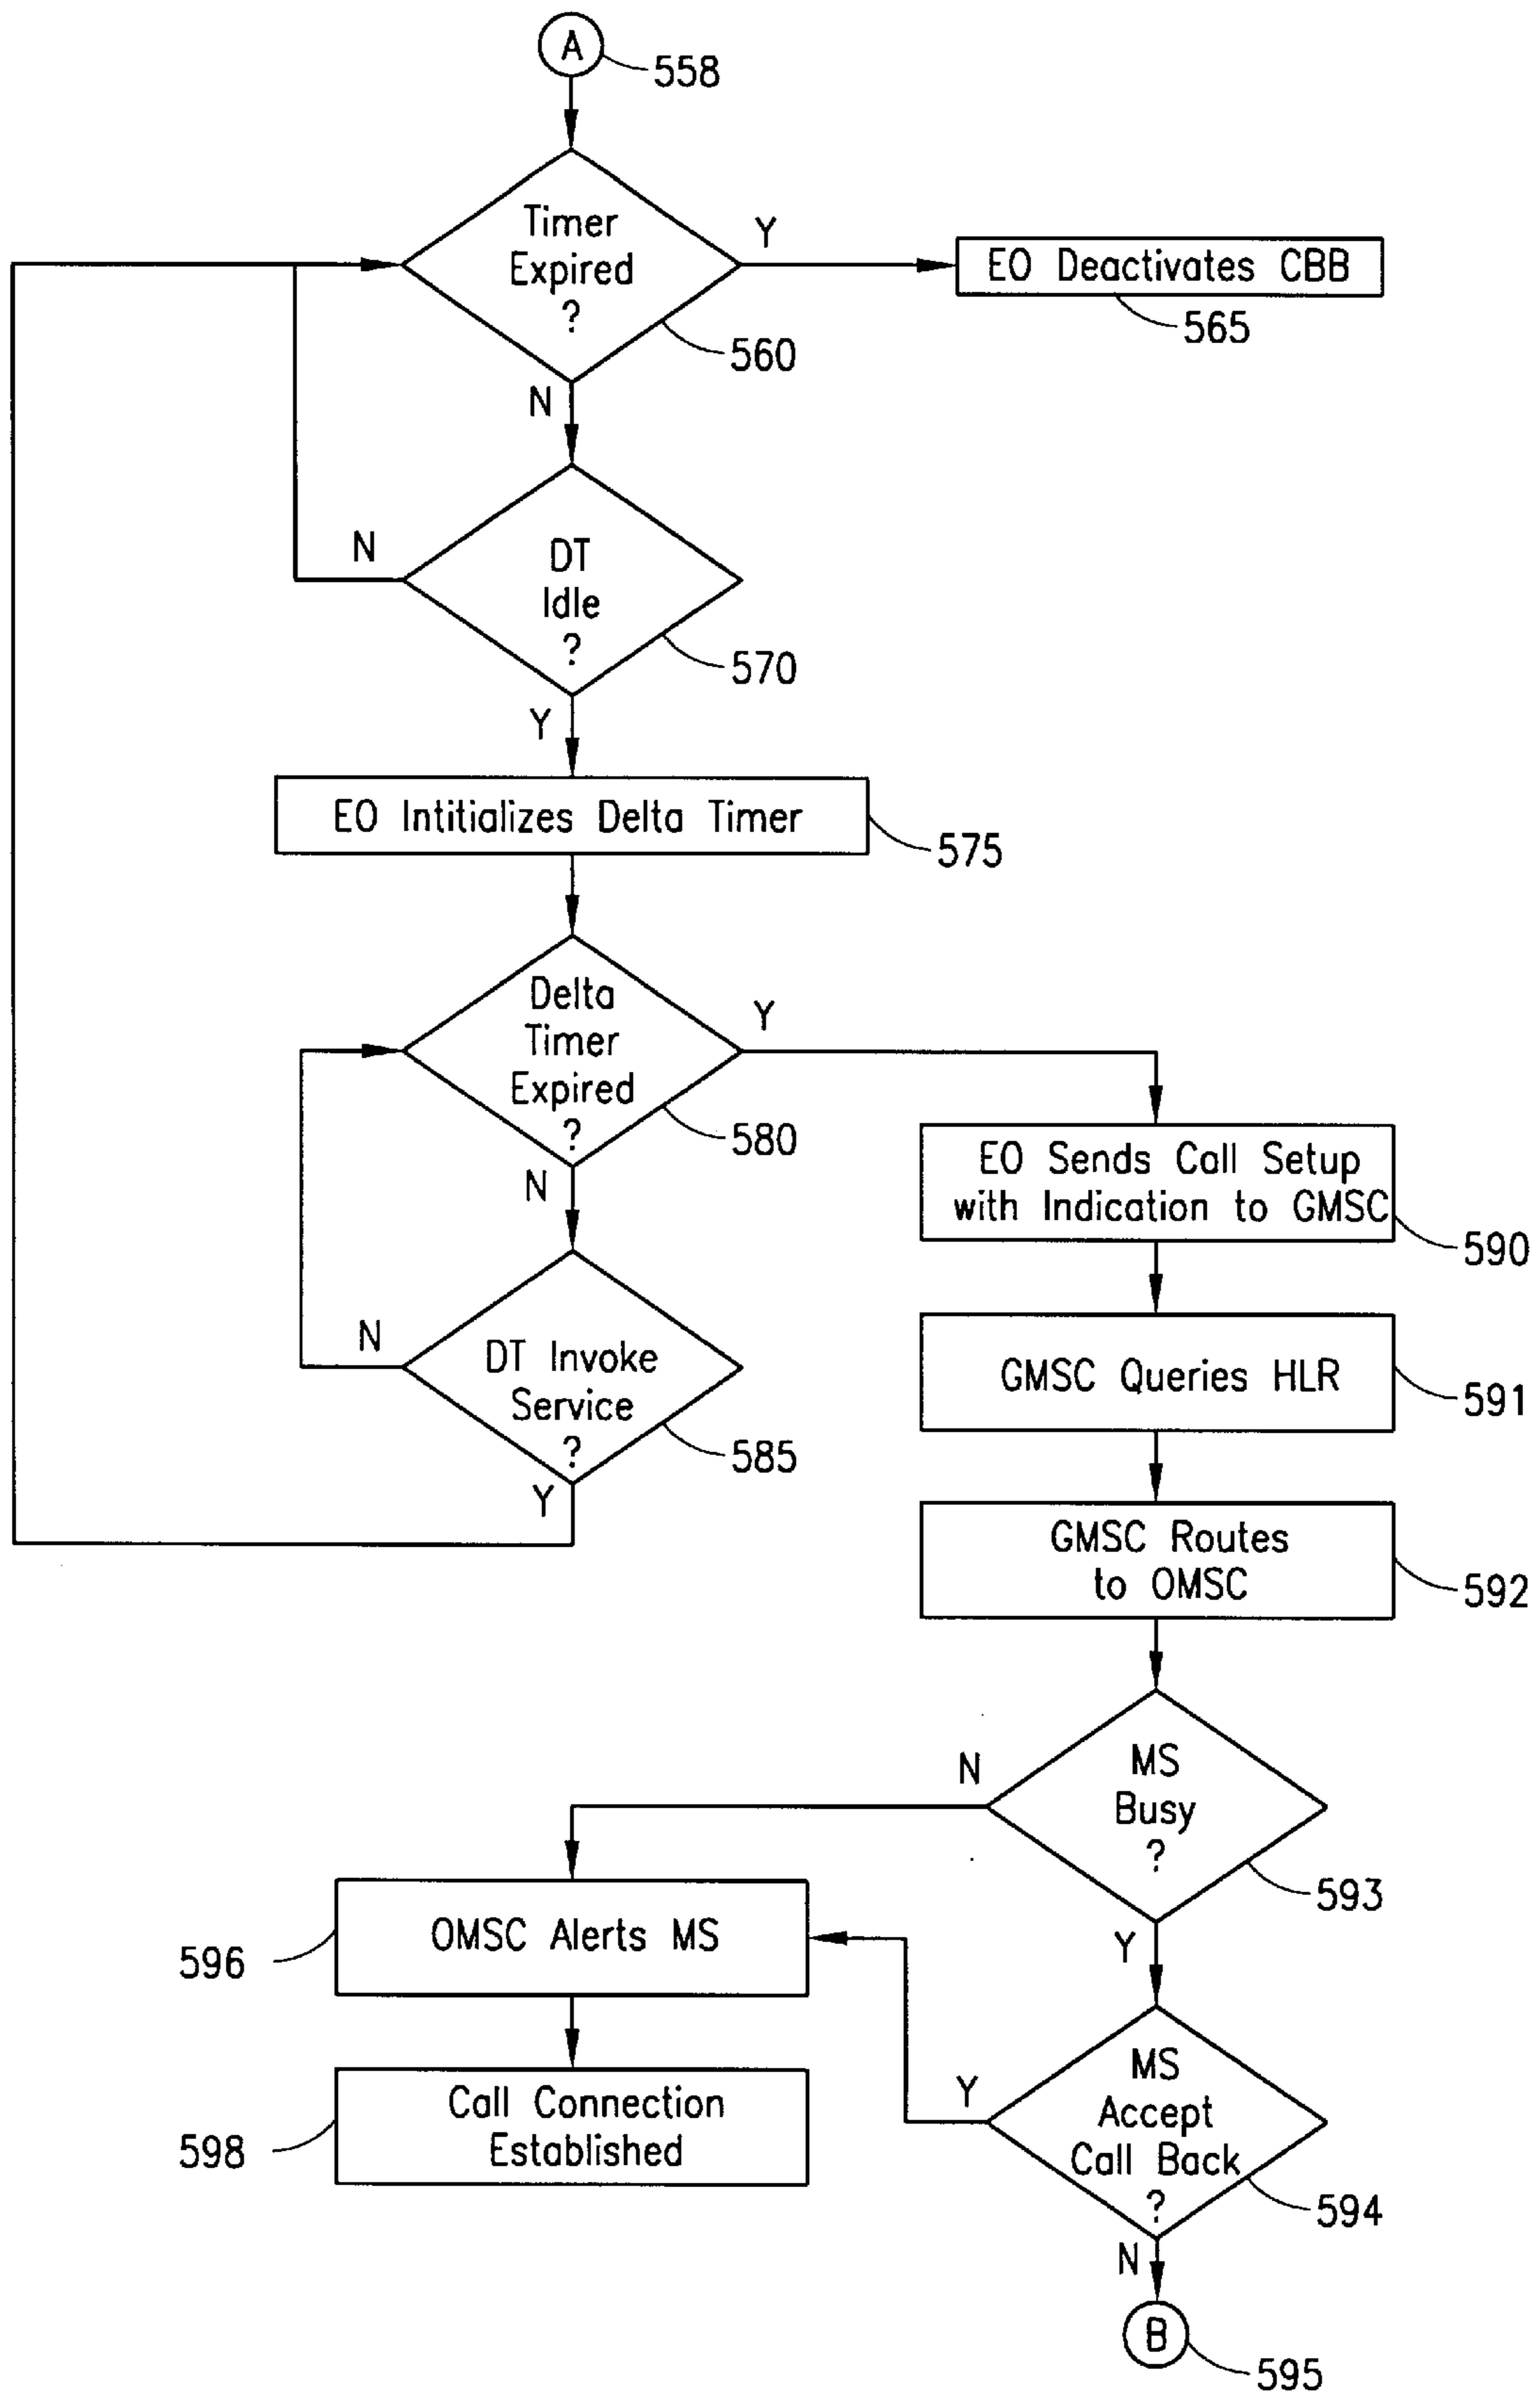 A
558
Timer
Expired
?
Y
560
EO Deactivates CBB
565
N
DT
Idle
?
N
570
Y
EO Intitializes Delta Timer
575
Delta
Timer
Expired
?
Y
580
N
EO Sends Call Setup
with Indication to GMSC
590
DT Invoke
Service
?
N
585
Y
GMSC Queries HLR
591
GMSC Routes
to OMSC
592
MS
Busy
?
N
593
Y
OMSC Alerts MS
596
MS
Accept
Call Back
?
Y
594
Call Connection
Established
598
N
B
595